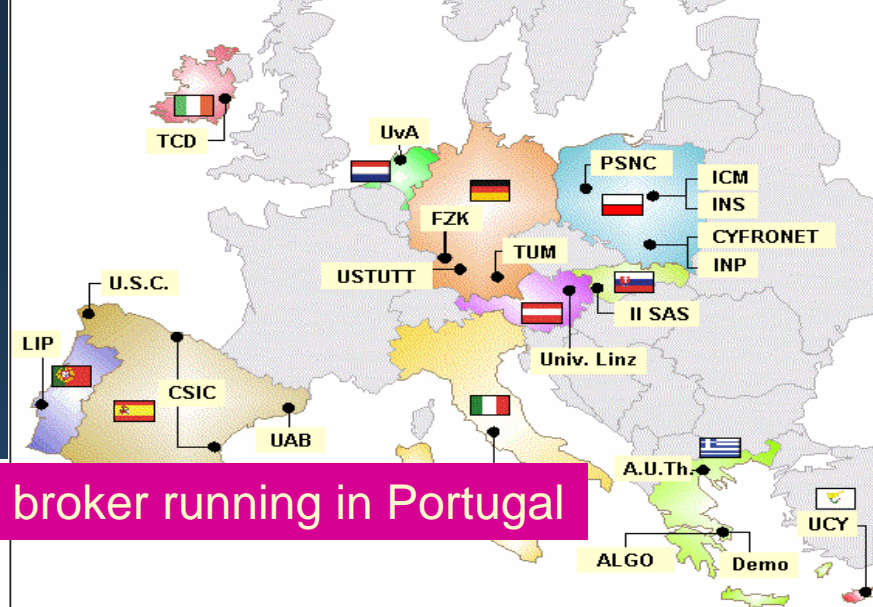 TCD
UvA
PSNC
ICM
INS
FZK
CYFRONET
TUM
INP
USTUTT
U.S.C.
II SAS
LIP
Univ. Linz
CSIC
UAB
A.U.Th.
broker running in Portugal
UCY
ALGO
Demo